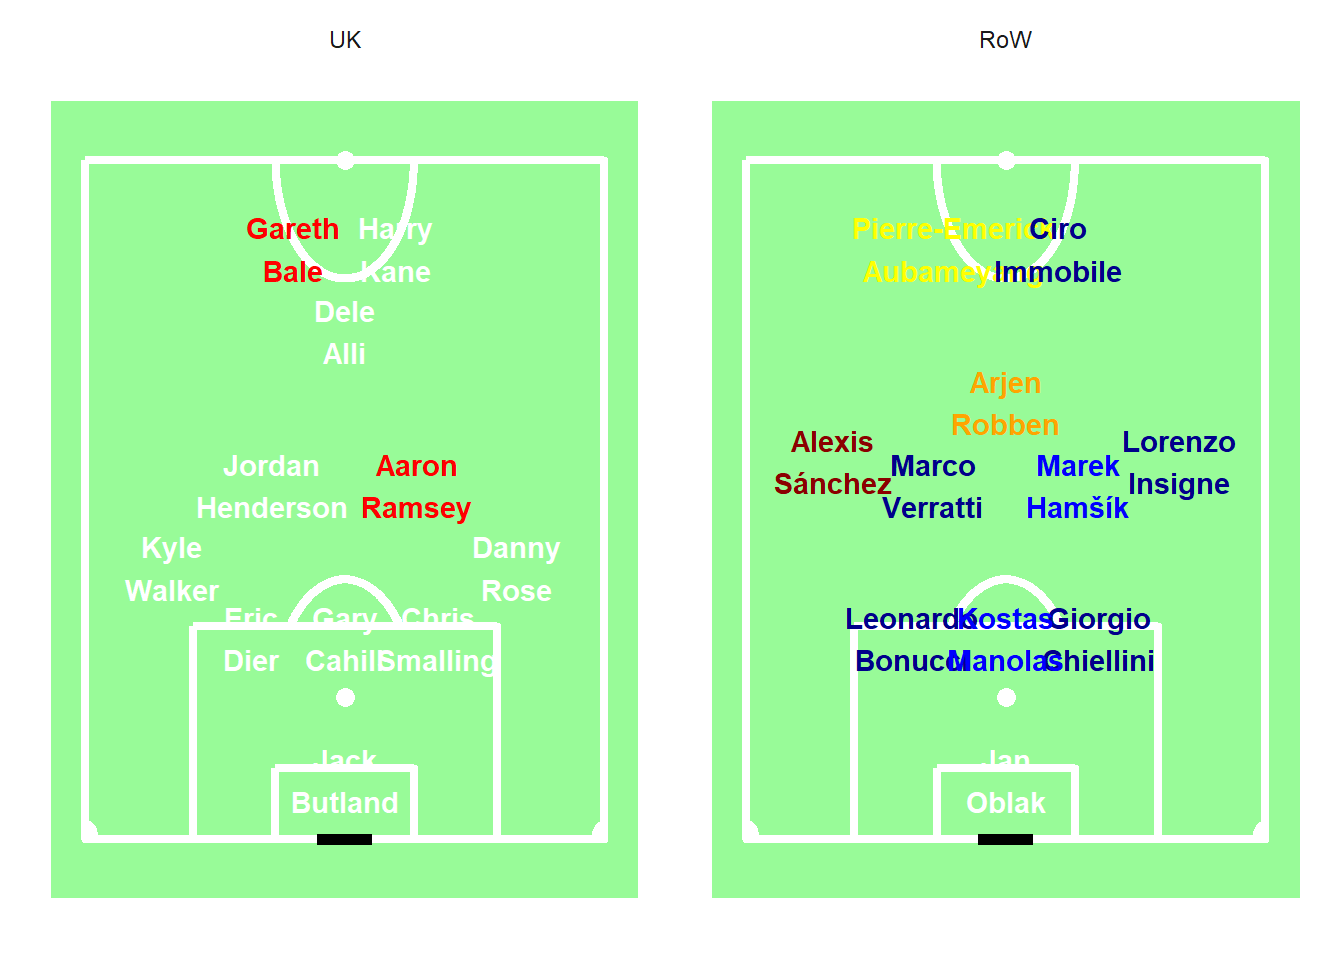 UK
Gareth
Bale
Harry
Kane
Dele
Alli
Jordan
Henderson
Aaron
Ramsey
Kyle
Walker
Danny
Rose
Eric
Dier
Gary
Cahill
Chris
Smalling
Jack
Butland
RoW
Pierre-Emerick
Aubameyang
Ciro
Immobile
Arjen
Robben
Alexis
Sánchez
Marco
Verratti
Marek
Hamšík
Lorenzo
Insigne
Leonardo
Bonucci
Kostas
Manolas
Giorgio
Chiellini
Jan
Oblak